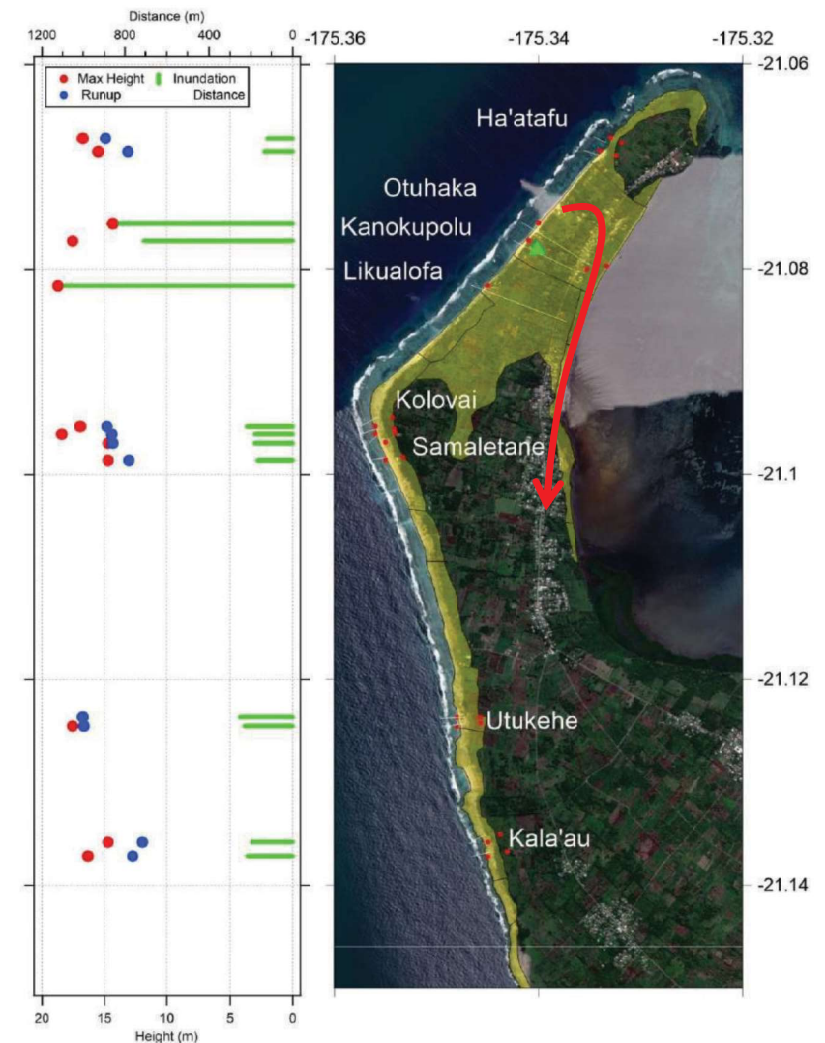 Distance (m)
1200 800 400 0
Max Height Inundation
Runup Distance
20 15 10 5 0
Height (m)
-175.36 -175.34 -175.32
-21.06
Ha'atafu
Otuhaka
Kanokupolu
Likualofa
-21.08
Kolovai
Samaletane
-21.1
-21.12
Utukehe
Kala'au
-21.14